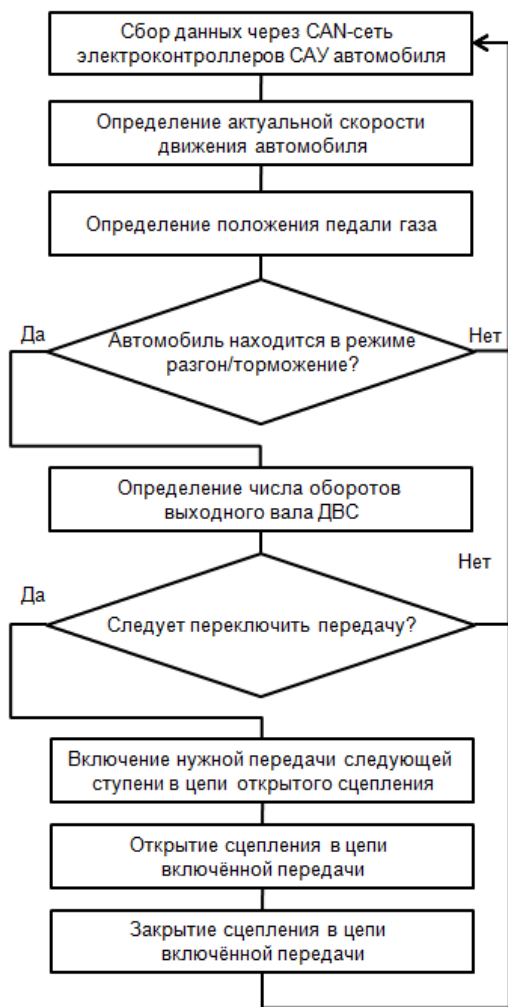 Сбор данных через CAN-сеть
электроконтроллеров САУ автомобиля
Определение актуальной скорости
движения автомобиля
Определение положения педали газа
Да
Нет
Автомобиль находится в режиме
разгон/торможение?
Определение числа оборотов
выходного вала ДВС
Нет
Да
Следует переключить передачу?
Включение нужной передачи следующей
ступени в цепи открытого сцепления
Открытие сцепления в цепи
включённой передачи
Закрытие сцепления в цепи
включённой передачи